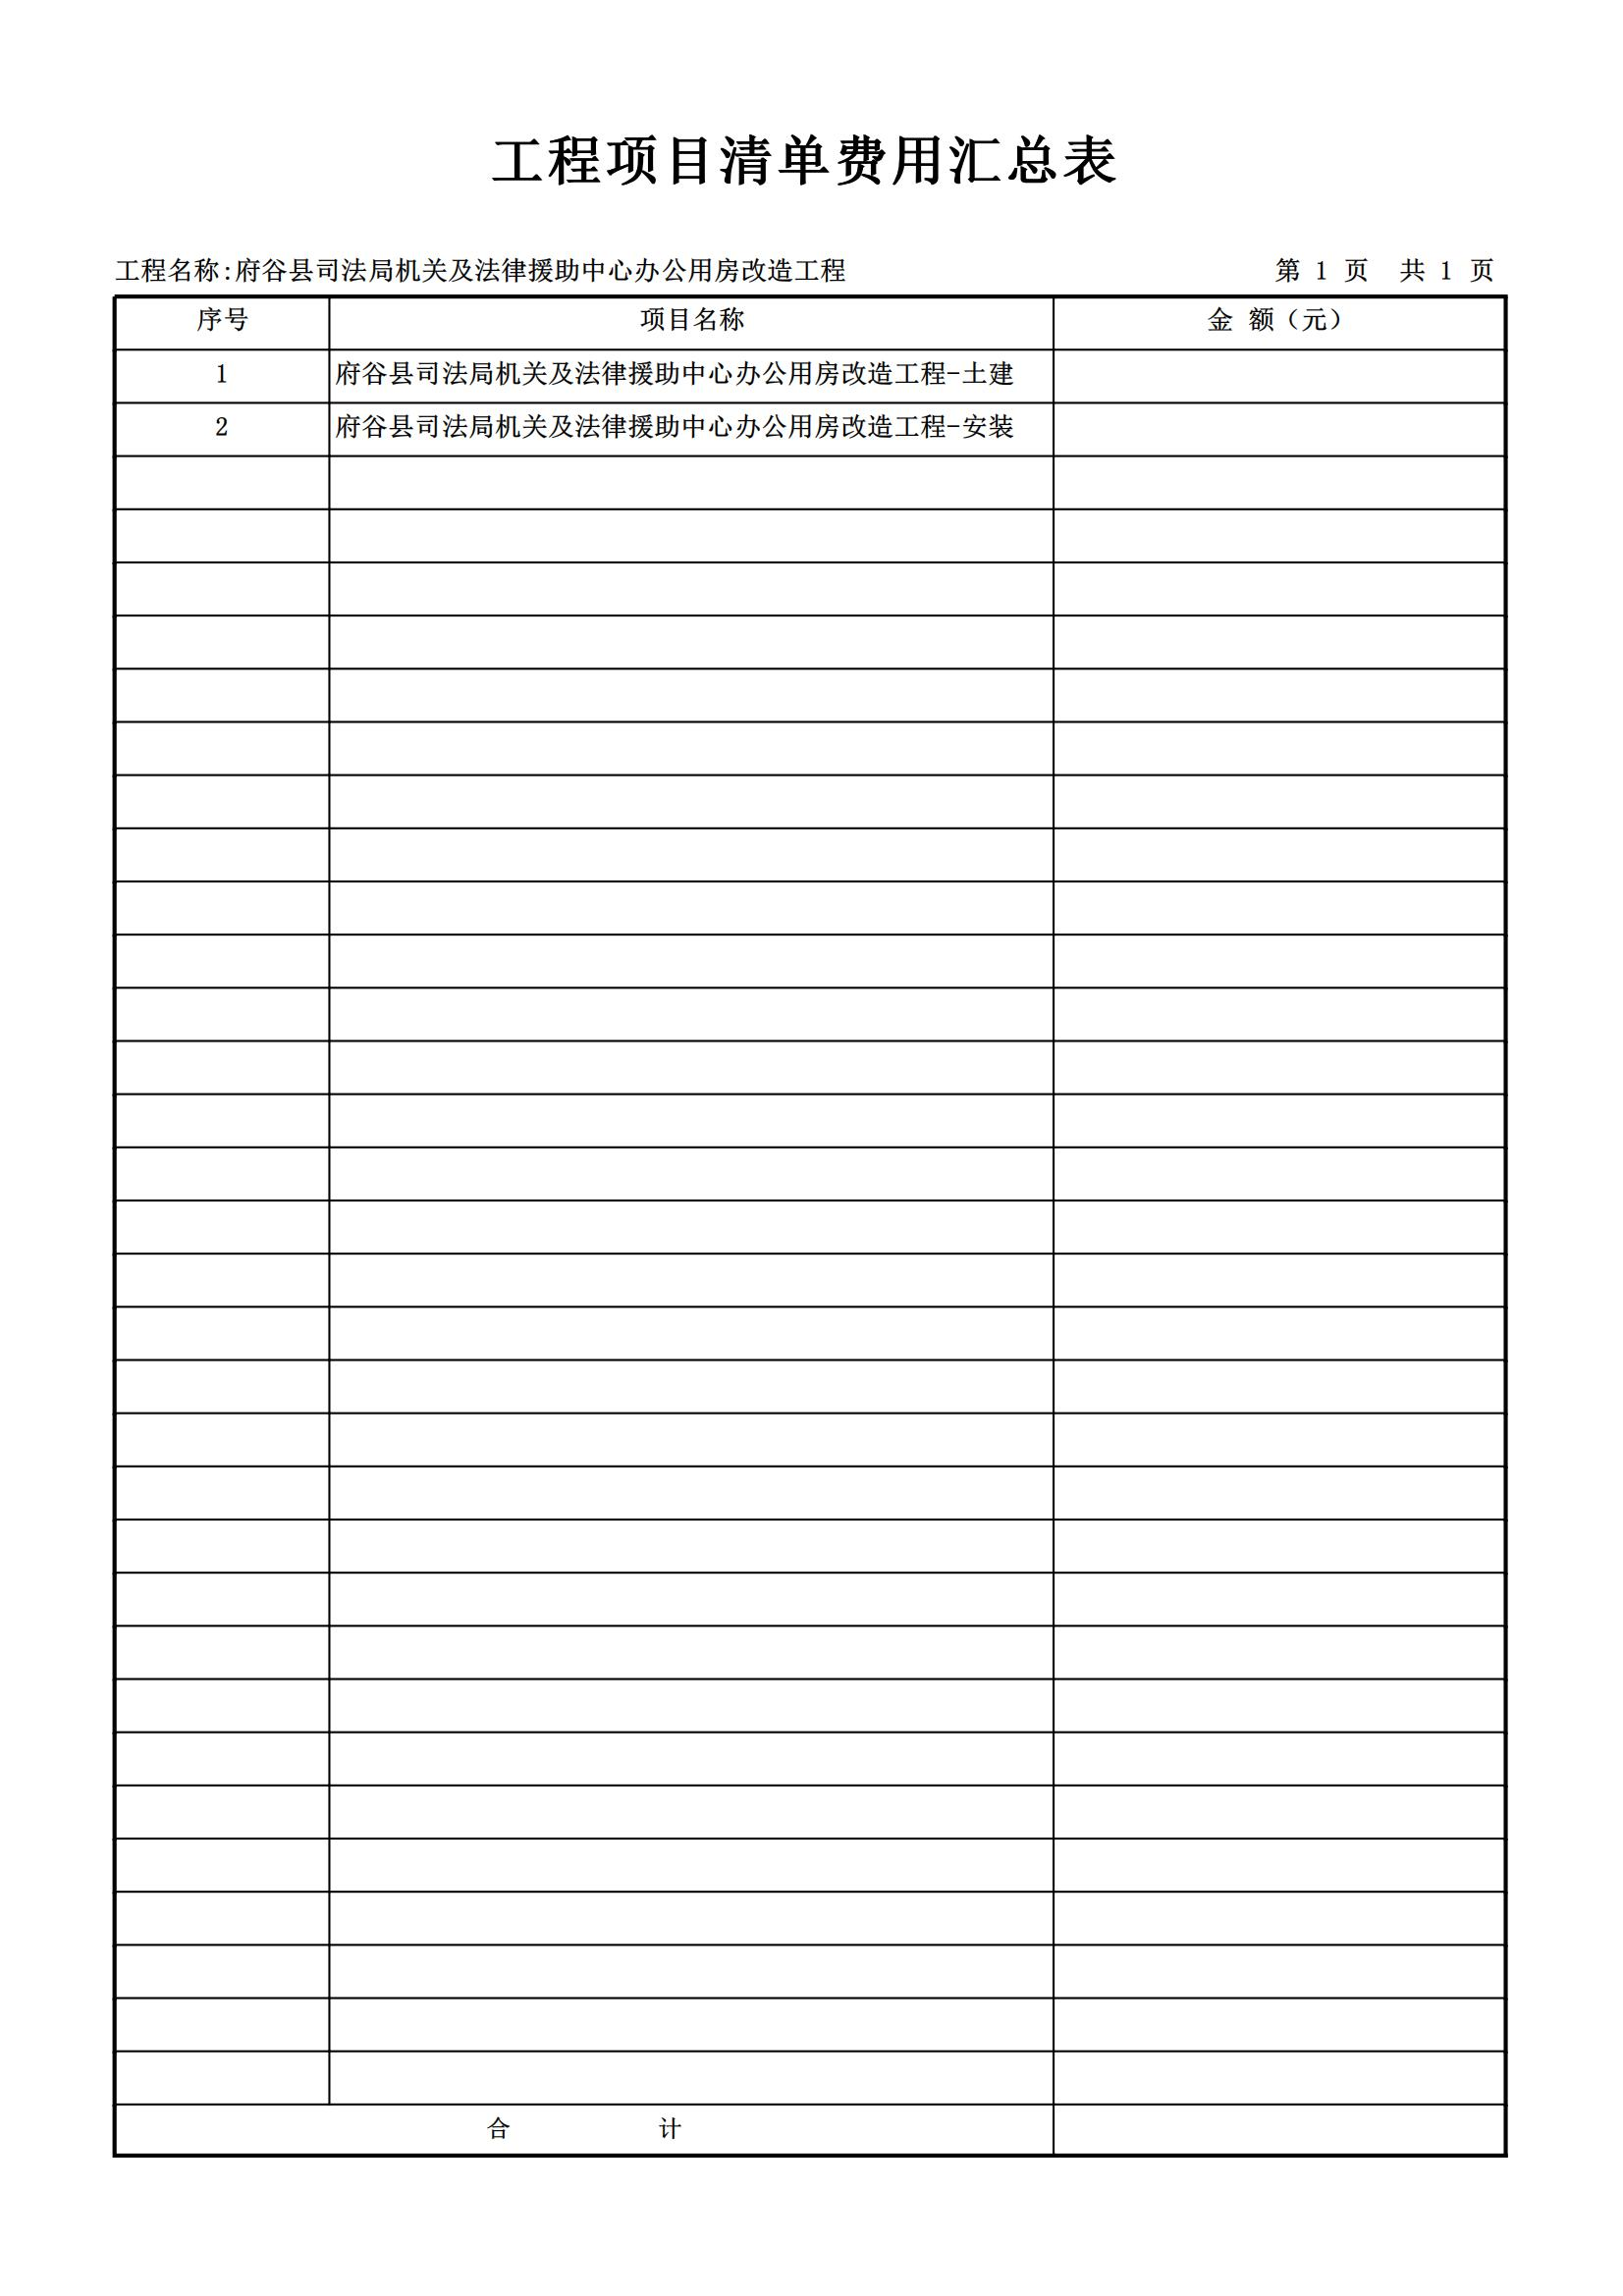 工程项目清单费用汇总表
工程名称:府谷县司法局机关及法律援助中心办公用房改造工程 第 1 页 共 1 页
序号 项目名称 金 额（元）
1 府谷县司法局机关及法律援助中心办公用房改造工程-土建
2 府谷县司法局机关及法律援助中心办公用房改造工程-安装
合 计